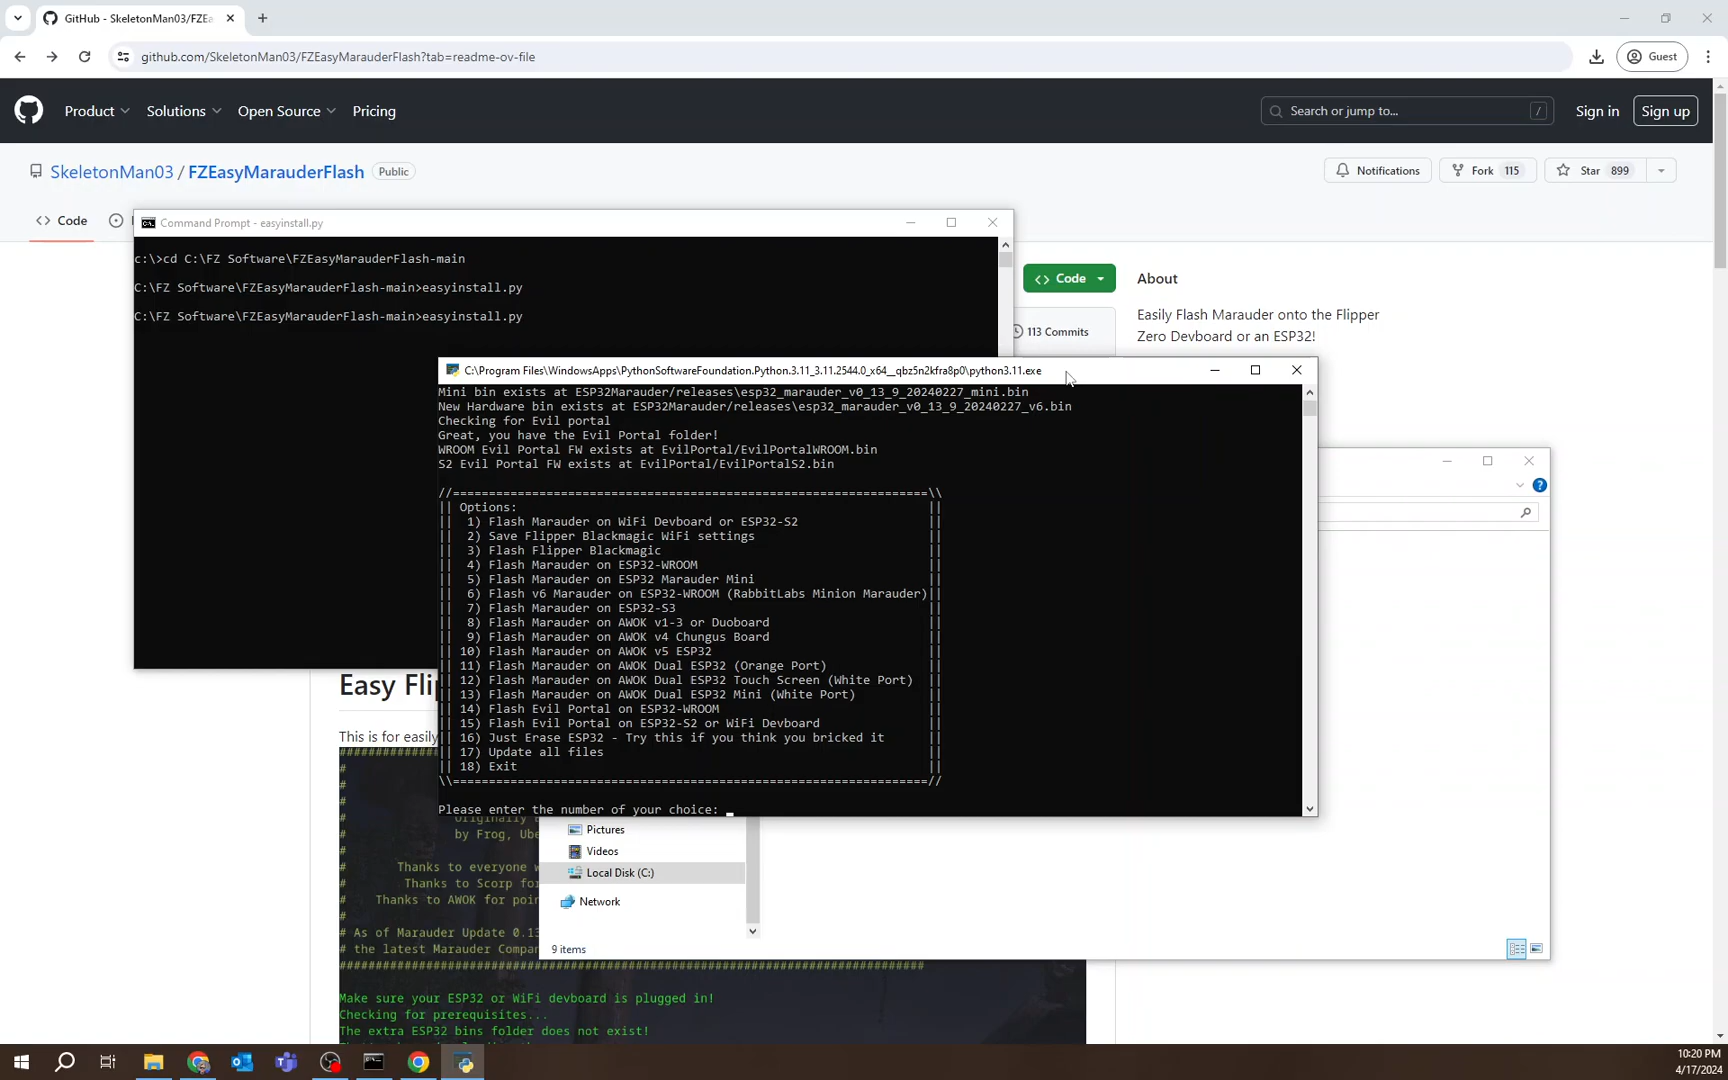 GitHub - SkeletonMan03/FZEa
github.com/SkeletonMan03/FZEasyMarauderFlash?tab=readme-ov-file
Guest
Product
Solutions
Open Source
Pricing
Search or jump to...
/
Sign in
Sign up
SkeletonMan03 / FZEasyMarauderFlash
Public
Notifications
Fork 115
Star 899
<> Code
Command Prompt - easyinstall.py
c:\>cd C:\FZ Software\FZEasyMarauderFlash-main
C:\FZ Software\FZEasyMarauderFlash-main>easyinstall.py
C:\FZ Software\FZEasyMarauderFlash-main>easyinstall.py
<> Code
113 Commits
About
Easily Flash Marauder onto the Flipper
Zero Devboard or an ESP32!
C:\Program Files\WindowsApps\PythonSoftwareFoundation.Python.3.11_3.11.2544.0_x64__qbz5n2kfra8p0\python3.11.exe
Mini bin exists at ESP32Marauder/releases\esp32_marauder_v0_13_9_20240227_mini.bin
New Hardware bin exists at ESP32Marauder/releases\esp32_marauder_v0_13_9_20240227_v6.bin
Checking for Evil portal
Great, you have the Evil Portal folder!
WROOM Evil Portal FW exists at EvilPortal/EvilPortalWROOM.bin
S2 Evil Portal FW exists at EvilPortal/EvilPortalS2.bin
//==================================================================\\
|| Options: ||
|| 1) Flash Marauder on WiFi Devboard or ESP32-S2 ||
|| 2) Save Flipper Blackmagic WiFi settings ||
|| 3) Flash Flipper Blackmagic ||
|| 4) Flash Marauder on ESP32-WROOM ||
|| 5) Flash Marauder on ESP32 Marauder Mini ||
|| 6) Flash v6 Marauder on ESP32-WROOM (RabbitLabs Minion Marauder)||
|| 7) Flash Marauder on ESP32-S3 ||
|| 8) Flash Marauder on AWOK v1-3 or Duoboard ||
|| 9) Flash Marauder on AWOK v4 Chungus Board ||
|| 10) Flash Marauder on AWOK v5 ESP32 ||
|| 11) Flash Marauder on AWOK Dual ESP32 (Orange Port) ||
|| 12) Flash Marauder on AWOK Dual ESP32 Touch Screen (White Port) ||
|| 13) Flash Marauder on AWOK Dual ESP32 Mini (White Port) ||
|| 14) Flash Evil Portal on ESP32-WROOM ||
|| 15) Flash Evil Portal on ESP32-S2 or WiFi Devboard ||
|| 16) Just Erase ESP32 - Try this if you think you bricked it ||
|| 17) Update all files ||
|| 18) Exit ||
\\==================================================================//
Please enter the number of your choice: _
Easy Fli
This is for easily
#
#
#
# Originally
# by Frog, Ube
#
# Thanks to everyone w
# Thanks to Scorp for
# Thanks to AWOK for poin
#
# As of Marauder Update 0.13
# the latest Marauder Compan
Make sure your ESP32 or WiFi devboard is plugged in!
Checking for prerequisites...
The extra ESP32 bins folder does not exist!
Pictures
Videos
Local Disk (C:)
Network
9 items
10:20 PM
4/17/2024